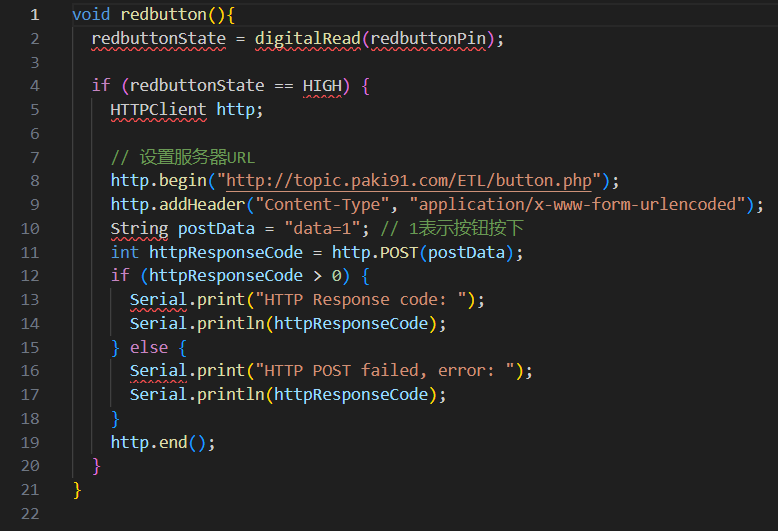 1 void redbutton(){
2 redbuttonState = digitalRead(redbuttonPin);
3
4 if (redbuttonState == HIGH) {
5 HTTPClient http;
6
7 // 设置服务器URL
8 http.begin("http://topic.paki91.com/ETL/button.php");
9 http.addHeader("Content-Type", "application/x-www-form-urlencoded");
10 String postData = "data=1"; // 1表示按钮按下
11 int httpResponseCode = http.POST(postData);
12 if (httpResponseCode > 0) {
13 Serial.print("HTTP Response code: ");
14 Serial.println(httpResponseCode);
15 } else {
16 Serial.print("HTTP POST failed, error: ");
17 Serial.println(httpResponseCode);
18 }
19 http.end();
20 }
21 }
22